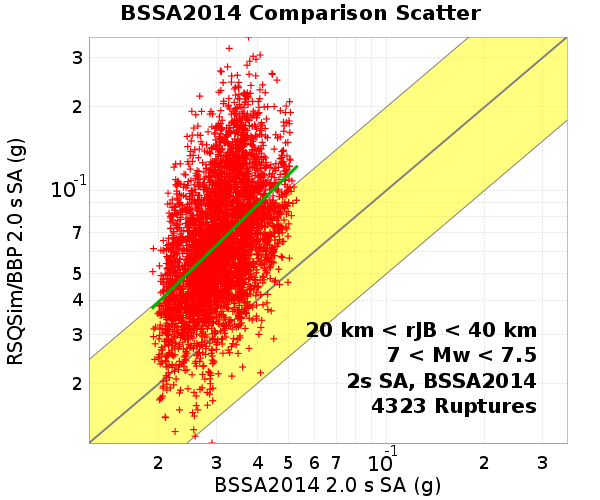 BSSA2014 Comparison Scatter
RSQSim/BBP 2.0 s SA (g)
3
2
10-1
7
5
4
3
2
20 km < rJB < 40 km
7 < Mw < 7.5
2s SA, BSSA2014
4323 Ruptures
2 3 4 5 6 7 10-1 2 3
BSSA2014 2.0 s SA (g)